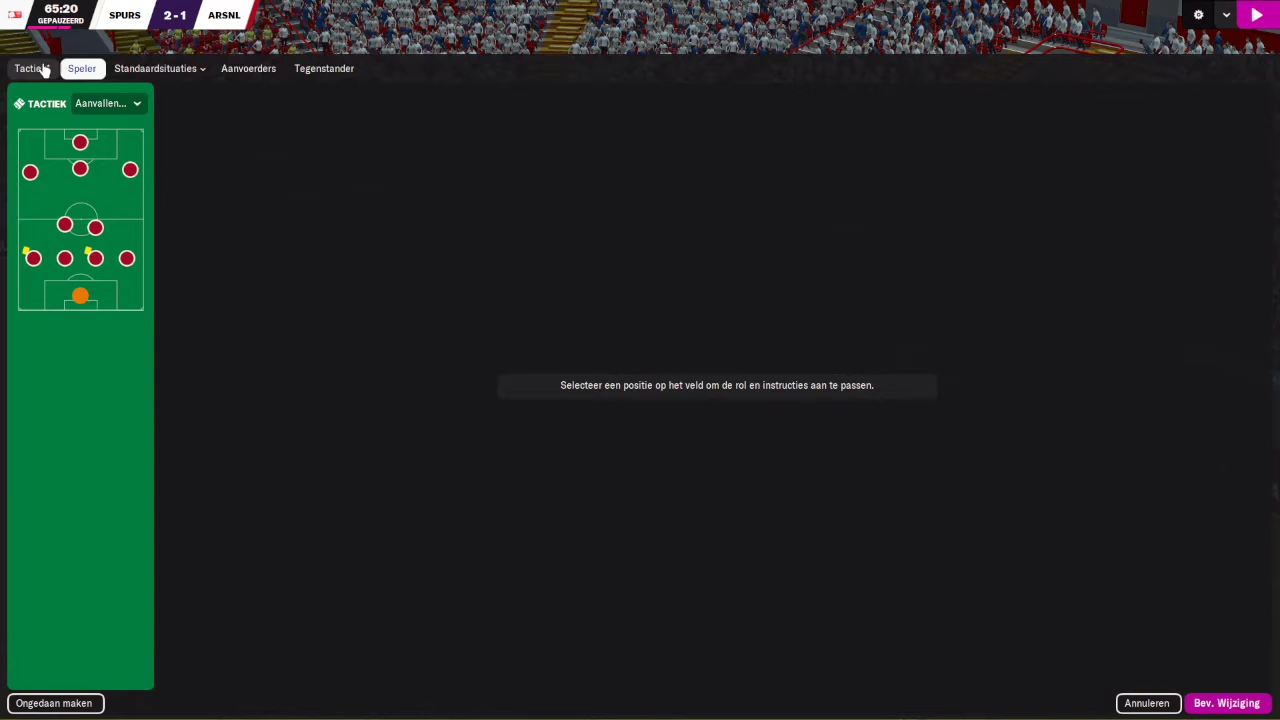 65:20
GEPAUZEERD
SPURS 2 - 1 ARSNL
Speler Standaardsituaties Aanvoerders Tegenstander
TACTIEK Aanvallen...
Selecteer een positie op het veld om de rol en instructies aan te passen.
Ongedaan maken Annuleren Bev. Wijziging